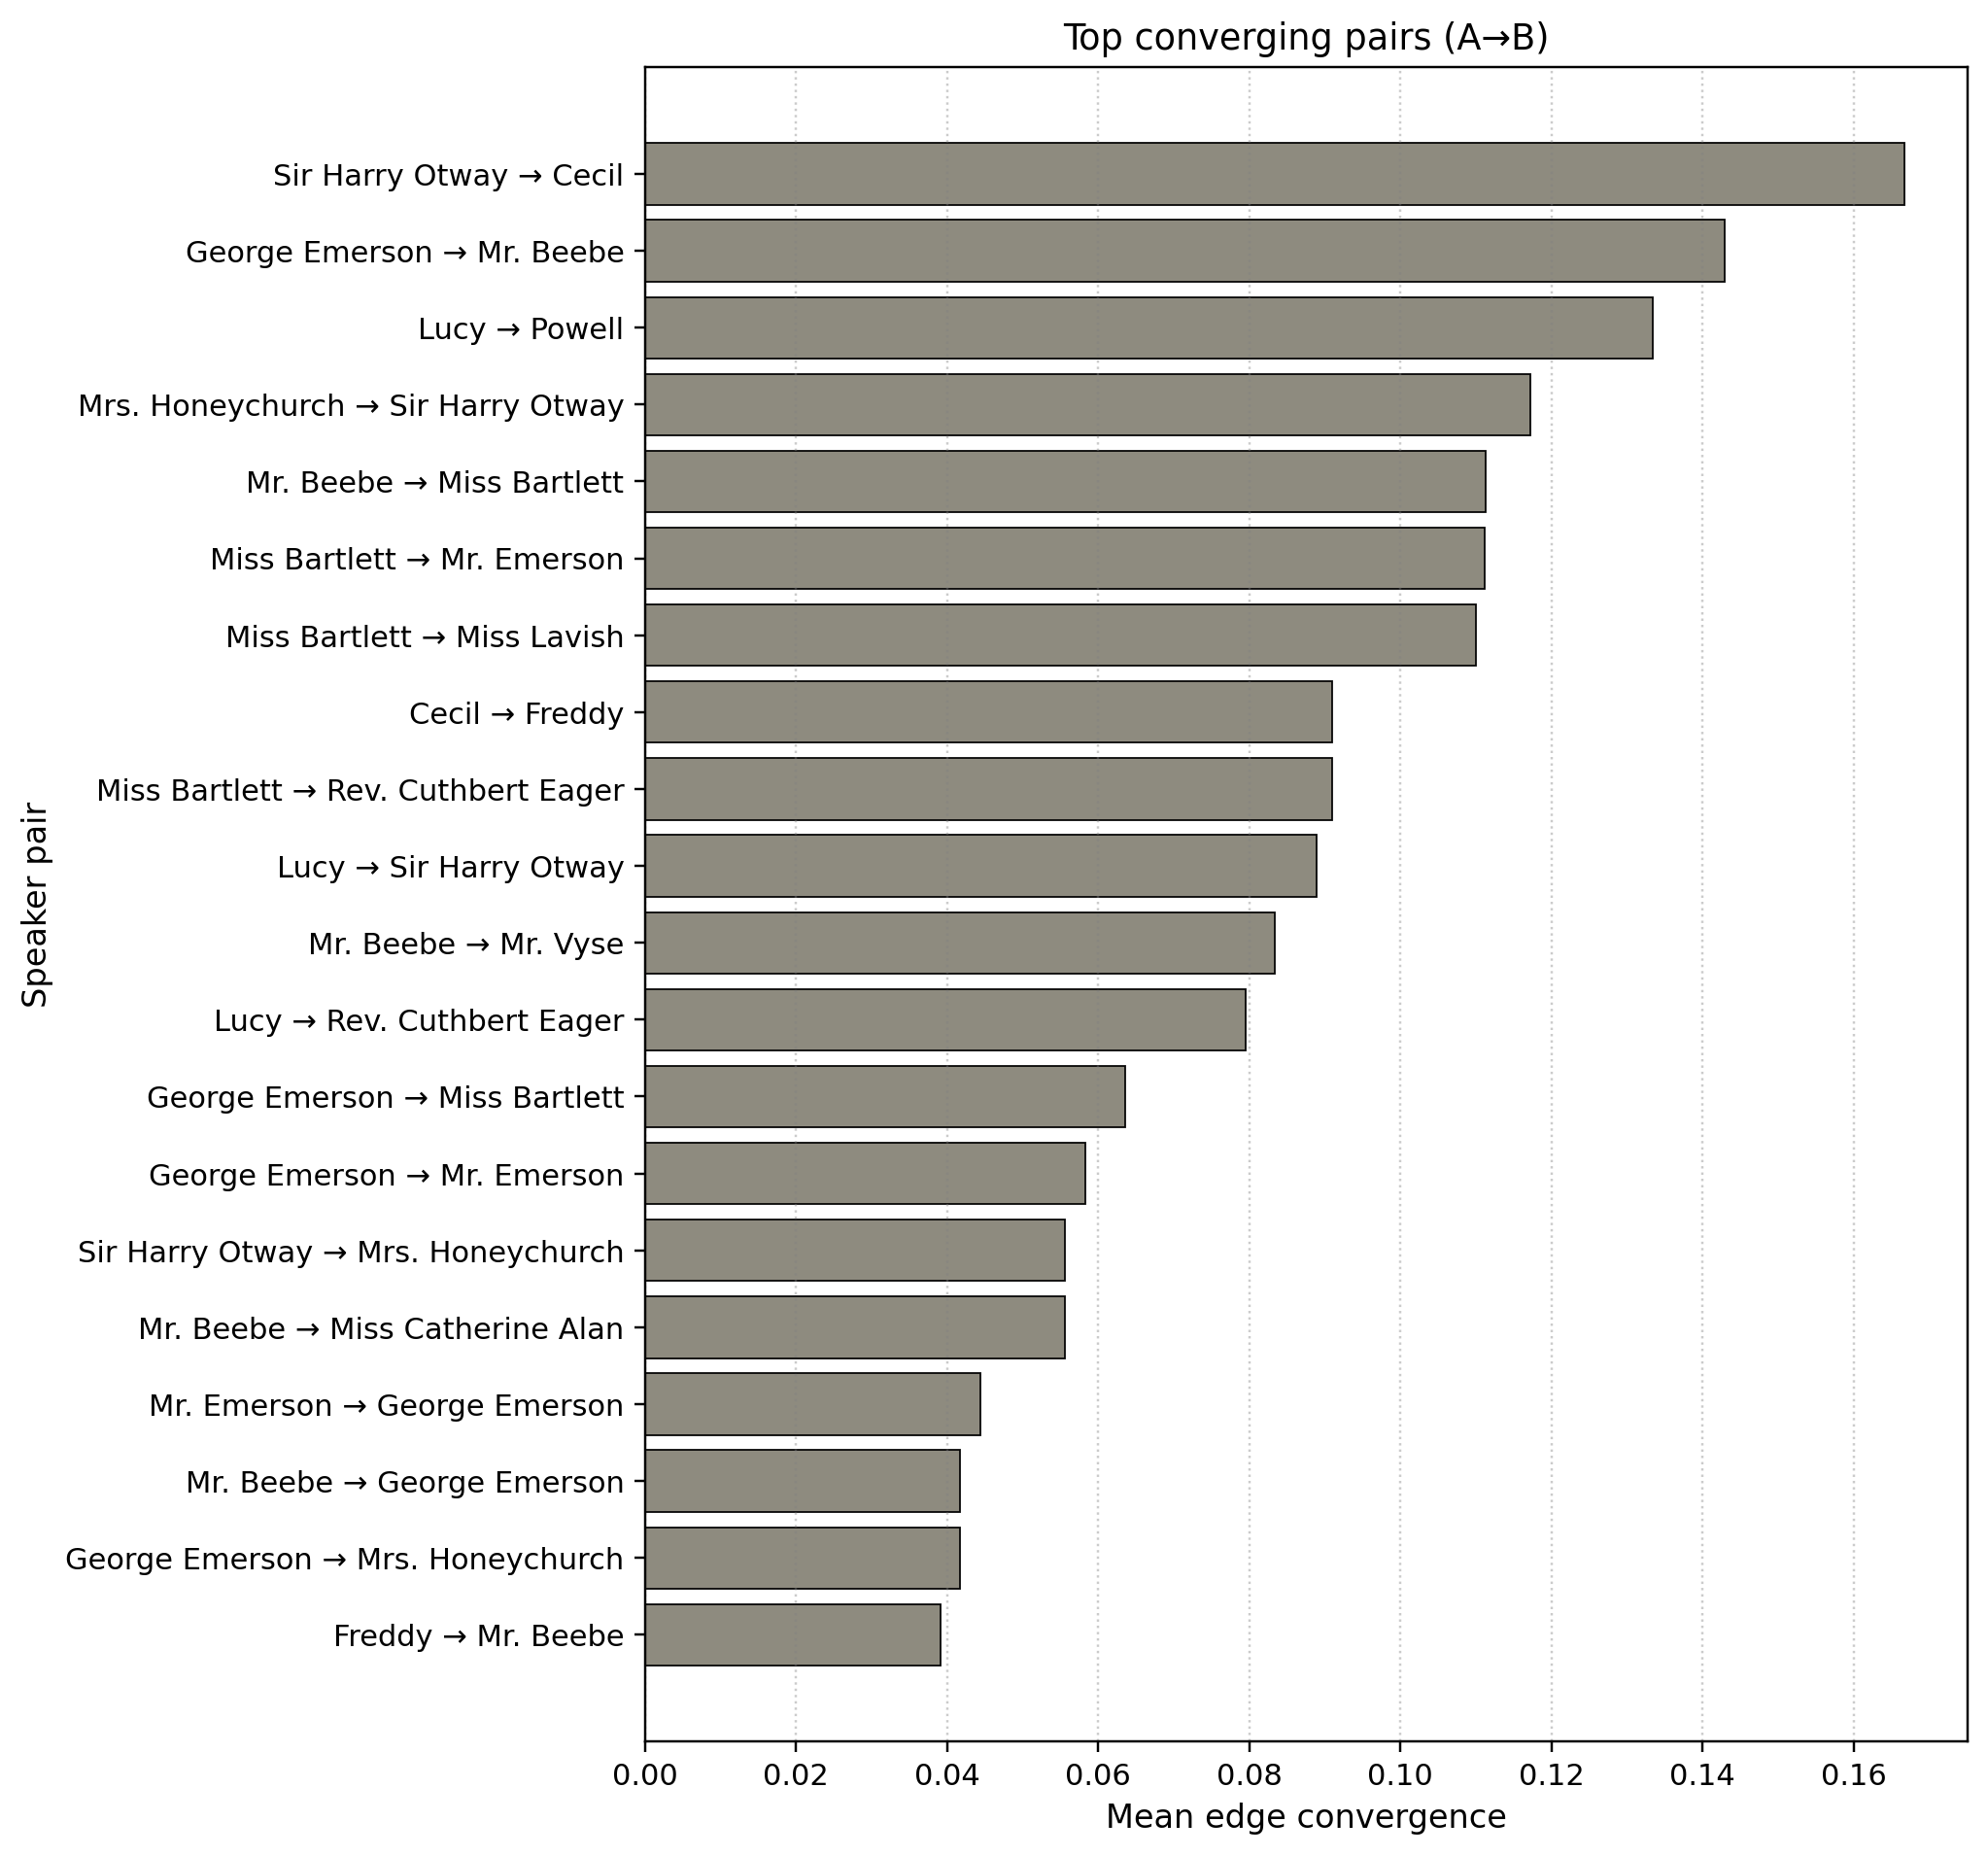 Top converging pairs (A→B)
Speaker pair
Sir Harry Otway → Cecil
George Emerson → Mr. Beebe
Lucy → Powell
Mrs. Honeychurch → Sir Harry Otway
Mr. Beebe → Miss Bartlett
Miss Bartlett → Mr. Emerson
Miss Bartlett → Miss Lavish
Cecil → Freddy
Miss Bartlett → Rev. Cuthbert Eager
Lucy → Sir Harry Otway
Mr. Beebe → Mr. Vyse
Lucy → Rev. Cuthbert Eager
George Emerson → Miss Bartlett
George Emerson → Mr. Emerson
Sir Harry Otway → Mrs. Honeychurch
Mr. Beebe → Miss Catherine Alan
Mr. Emerson → George Emerson
Mr. Beebe → George Emerson
George Emerson → Mrs. Honeychurch
Freddy → Mr. Beebe
0.00 0.02 0.04 0.06 0.08 0.10 0.12 0.14 0.16
Mean edge convergence